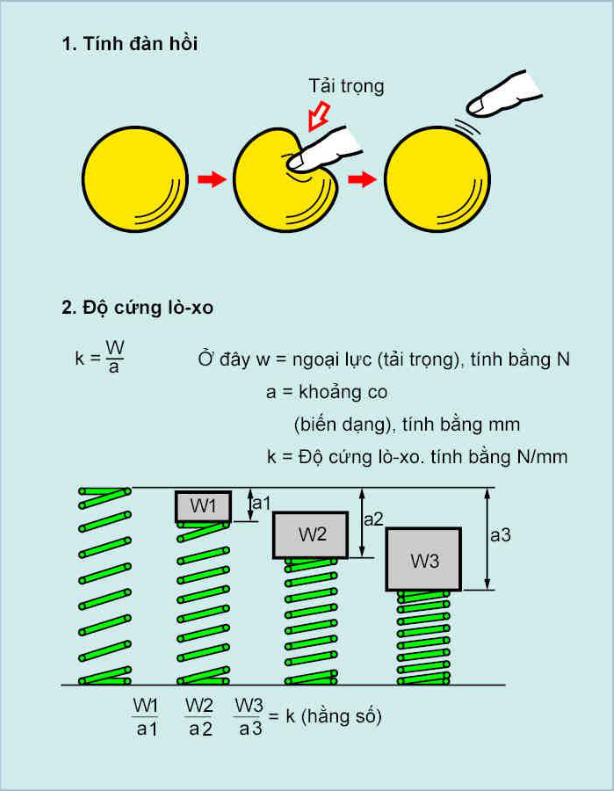 1. Tính đàn hồi
Tải trọng
2. Độ cứng lò-xo
k = W/a
Ở đây w = ngoại lực (tải trọng), tính bằng N
a = khoảng co
(biến dạng), tính bằng mm
k = Độ cứng lò-xo. tính bằng N/mm
W1 a1
W2 a2
W3 a3
W1/a1 W2/a2 W3/a3 = k (hằng số)